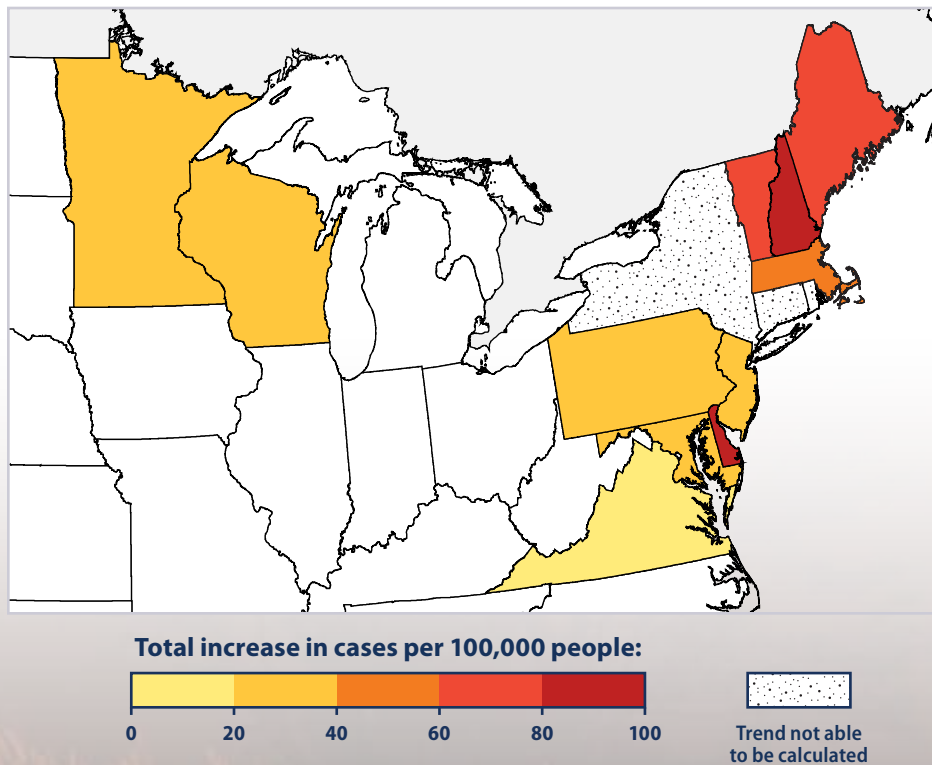 Total increase in cases per 100,000 people:
0 20 40 60 80 100
Trend not able
to be calculated